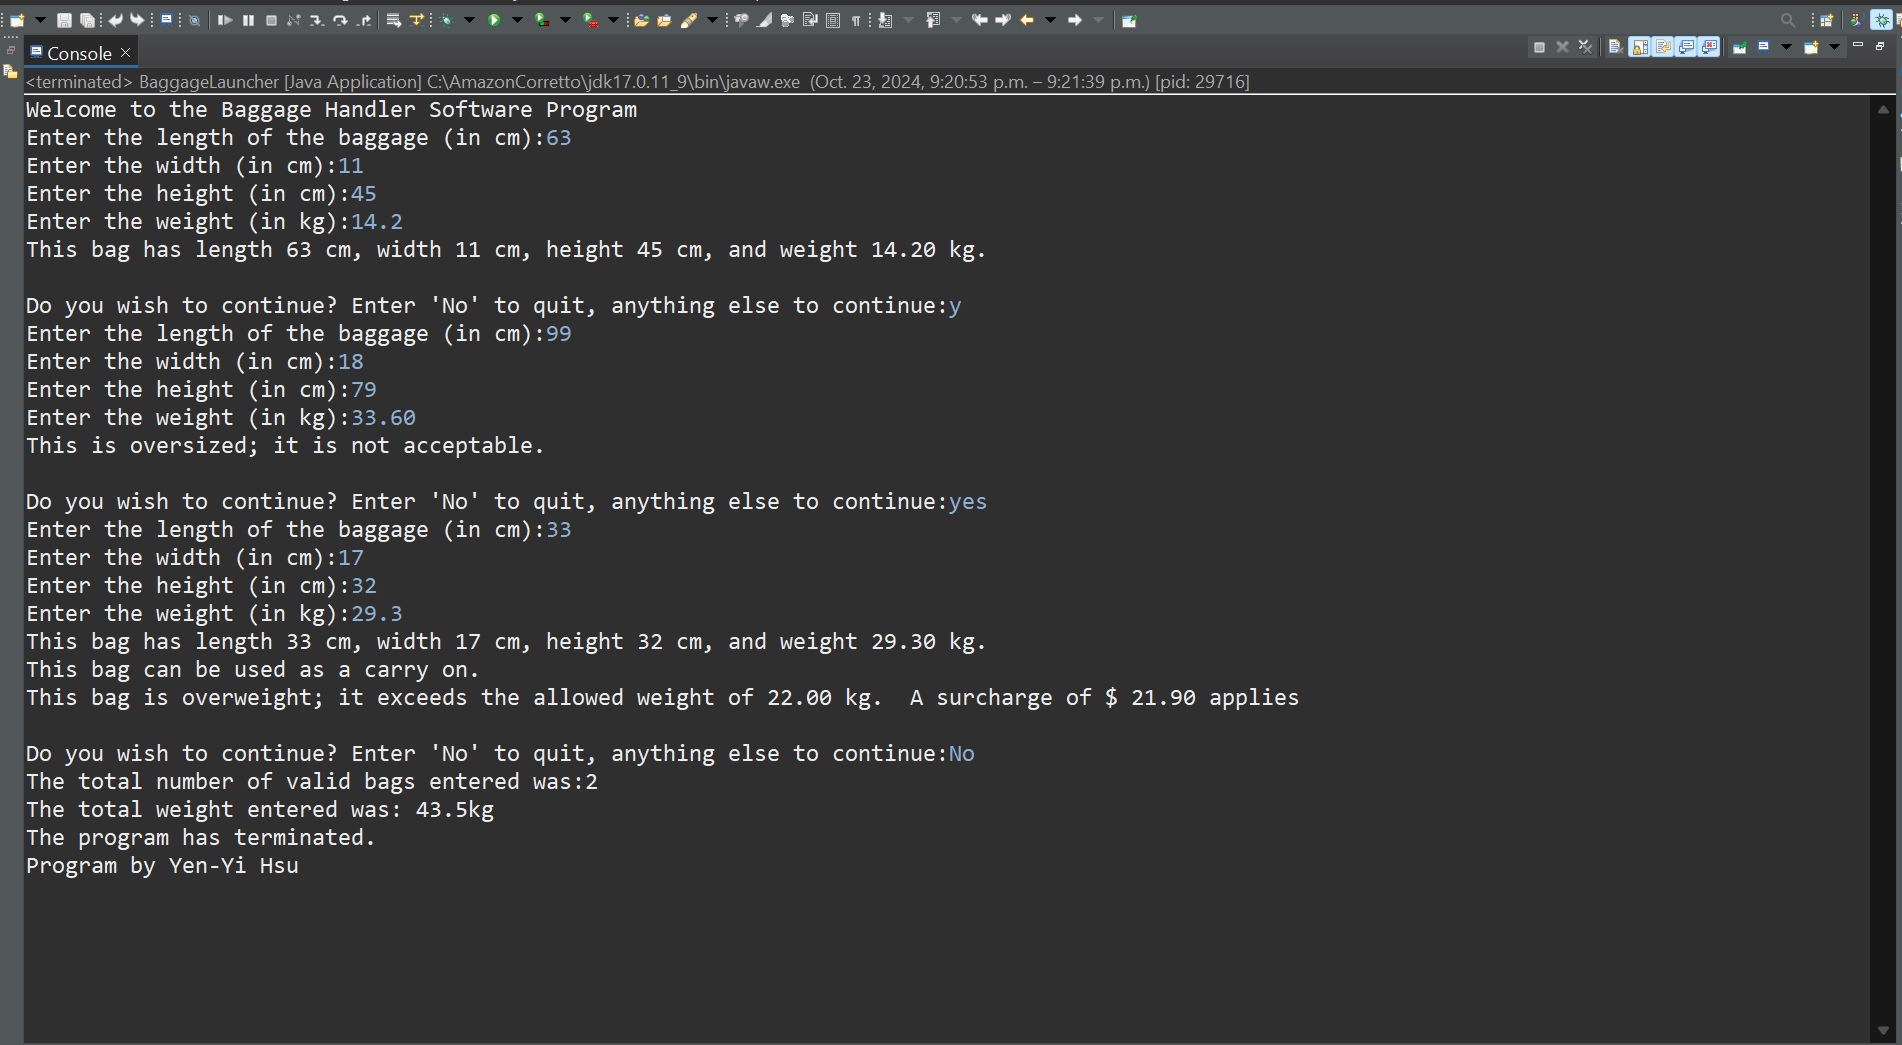 Console
<terminated> BaggageLauncher [Java Application] C:\AmazonCorretto\jdk17.0.11_9\bin\javaw.exe (Oct. 23, 2024, 9:20:53 p.m. – 9:21:39 p.m.) [pid: 29716]
Welcome to the Baggage Handler Software Program
Enter the length of the baggage (in cm):63
Enter the width (in cm):11
Enter the height (in cm):45
Enter the weight (in kg):14.2
This bag has length 63 cm, width 11 cm, height 45 cm, and weight 14.20 kg.
Do you wish to continue? Enter 'No' to quit, anything else to continue:y
Enter the length of the baggage (in cm):99
Enter the width (in cm):18
Enter the height (in cm):79
Enter the weight (in kg):33.60
This is oversized; it is not acceptable.
Do you wish to continue? Enter 'No' to quit, anything else to continue:yes
Enter the length of the baggage (in cm):33
Enter the width (in cm):17
Enter the height (in cm):32
Enter the weight (in kg):29.3
This bag has length 33 cm, width 17 cm, height 32 cm, and weight 29.30 kg.
This bag can be used as a carry on.
This bag is overweight; it exceeds the allowed weight of 22.00 kg.  A surcharge of $ 21.90 applies
Do you wish to continue? Enter 'No' to quit, anything else to continue:No
The total number of valid bags entered was:2
The total weight entered was: 43.5kg
The program has terminated.
Program by Yen-Yi Hsu